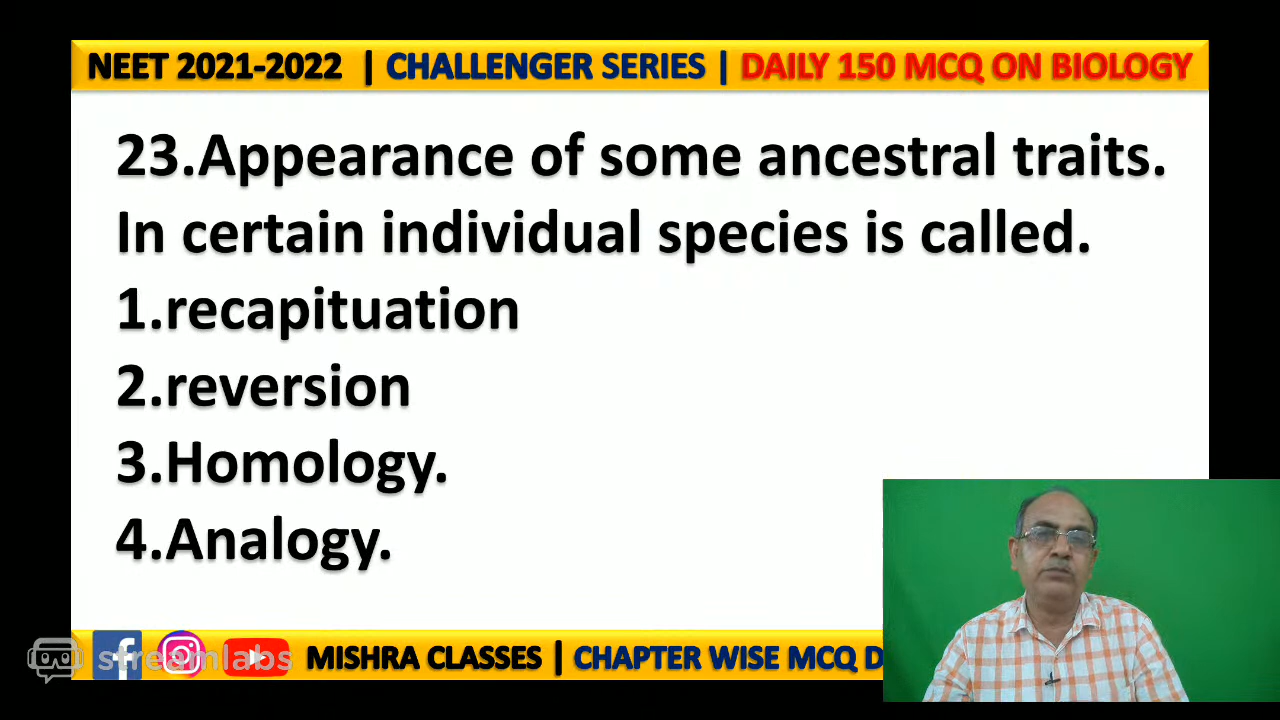 NEET 2021-2022 | CHALLENGER SERIES | DAILY 150 MCQ ON BIOLOGY
23.Appearance of some ancestral traits.
In certain individual species is called.
1.recapituation
2.reversion
3.Homology.
4.Analogy.
streamlabs MISHRA CLASSES | CHAPTER WISE MCQ D